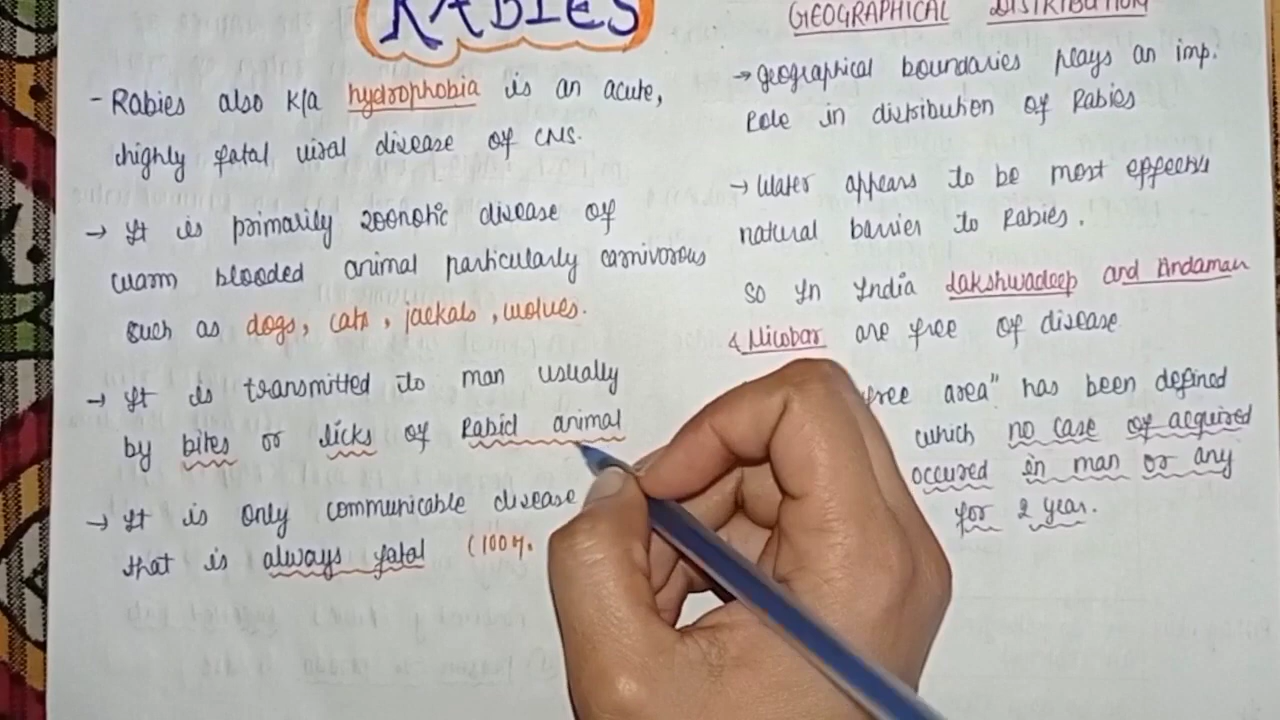 RABIES
- Rabies also K/a hydrophobia is an acute,
highly fatal viral disease of CNS.
→ It is primarily zoonotic disease of
warm blooded animal particularly carnivorous
such as dogs, cats, jackals, wolves.
→ It is transmitted to man usually
by bites or licks of Rabid animal
→ It is only communicable disease
that is always fatal (100%
GEOGRAPHICAL DISTRIBUTION
→ geographical boundaries plays an imp.
Role in distribution of Rabies
→ Water appears to be most effective
natural barrier to Rabies.
So In India Lakshwadeep and Andaman
& Nicobar are free of disease
free area" has been defined
which no case of acquired
occured in man or any
for 2 year.